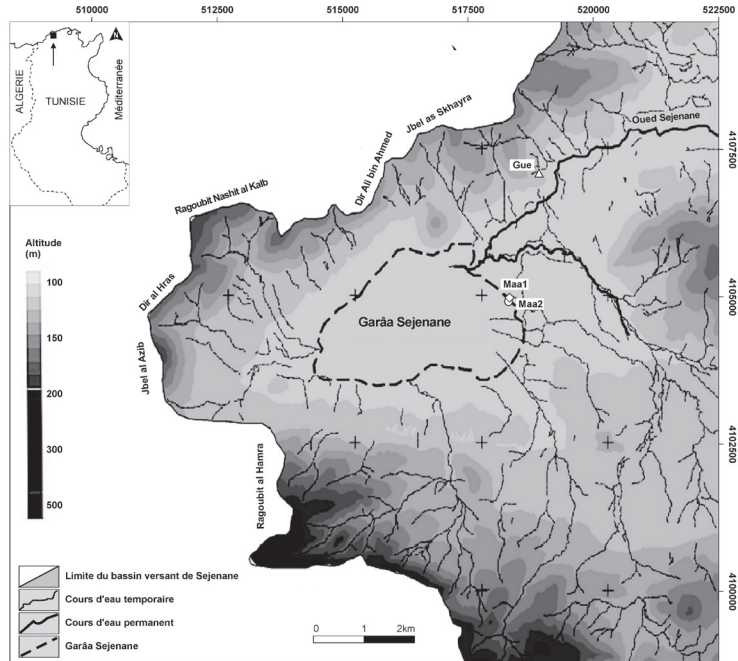 510000
512500
515000
517500
520000
522500
N
ALGERIE
TUNISIE
Méditerranée
Jbel as Skhayra
Oued Sejenane
4107500
Gue
Dir Ali bin Ahmed
Ragoubit Nashit al Kalb
Altitude
(m)
100
150
200
300
500
Dir al Hras
Maa1
Maa2
4105000
Garâa Sejenane
Jbel al Azib
4102500
Ragoubit al Hamra
4100000
Limite du bassin versant de Sejenane
Cours d'eau temporaire
Cours d'eau permanent
Garâa Sejenane
0 1 2km